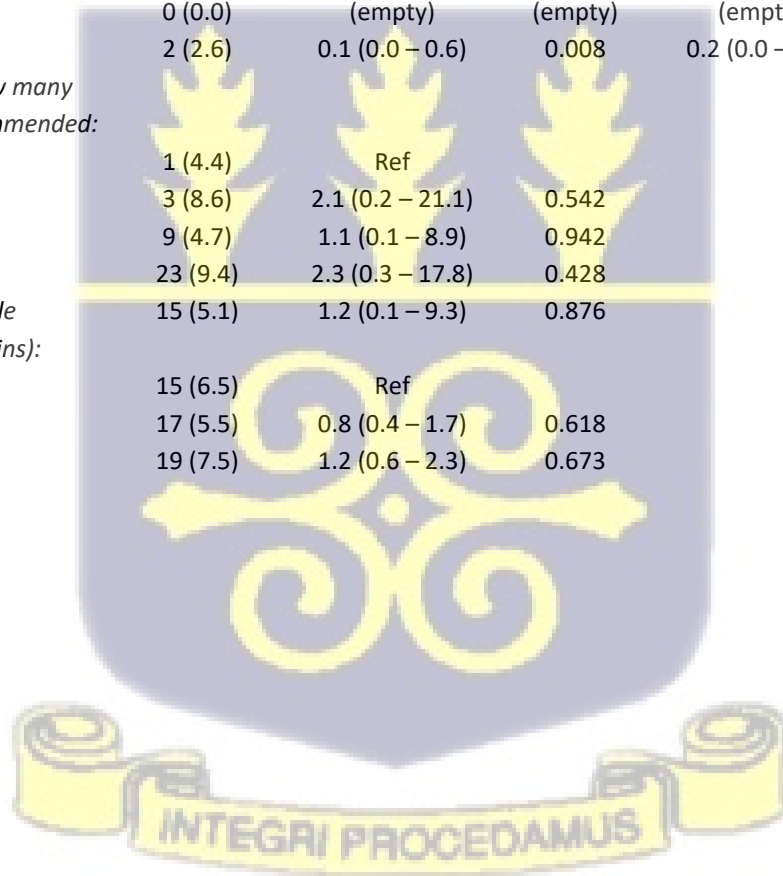 0 (0.0) (empty) (empty) (empt
2 (2.6) 0.1 (0.0 – 0.6) 0.008 0.2 (0.0 –
many
mended:
1 (4.4) Ref
3 (8.6) 2.1 (0.2 – 21.1) 0.542
9 (4.7) 1.1 (0.1 – 8.9) 0.942
23 (9.4) 2.3 (0.3 – 17.8) 0.428
15 (5.1) 1.2 (0.1 – 9.3) 0.876
ins):
15 (6.5) Ref
17 (5.5) 0.8 (0.4 – 1.7) 0.618
19 (7.5) 1.2 (0.6 – 2.3) 0.673
INTEGRI PROCEDAMUS